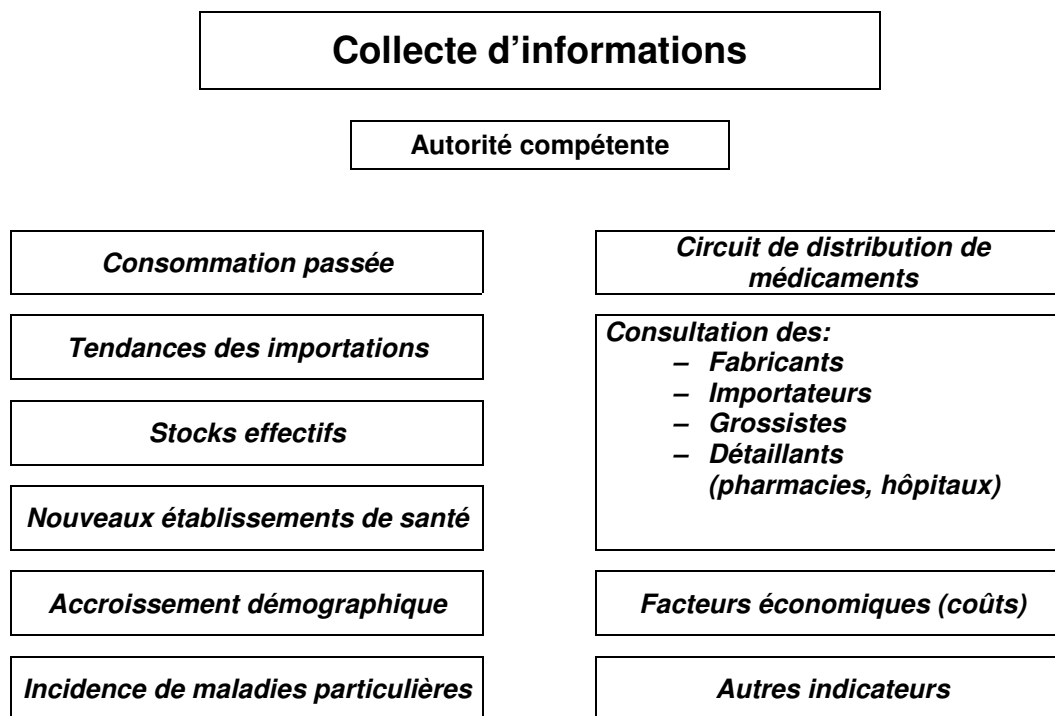 Collecte d’informations
Autorité compétente
Consommation passée
Tendances des importations
Stocks effectifs
Nouveaux établissements de santé
Accroissement démographique
Incidence de maladies particulières
Circuit de distribution de
médicaments
Consultation des:
– Fabricants
– Importateurs
– Grossistes
– Détaillants
(pharmacies, hôpitaux)
Facteurs économiques (coûts)
Autres indicateurs